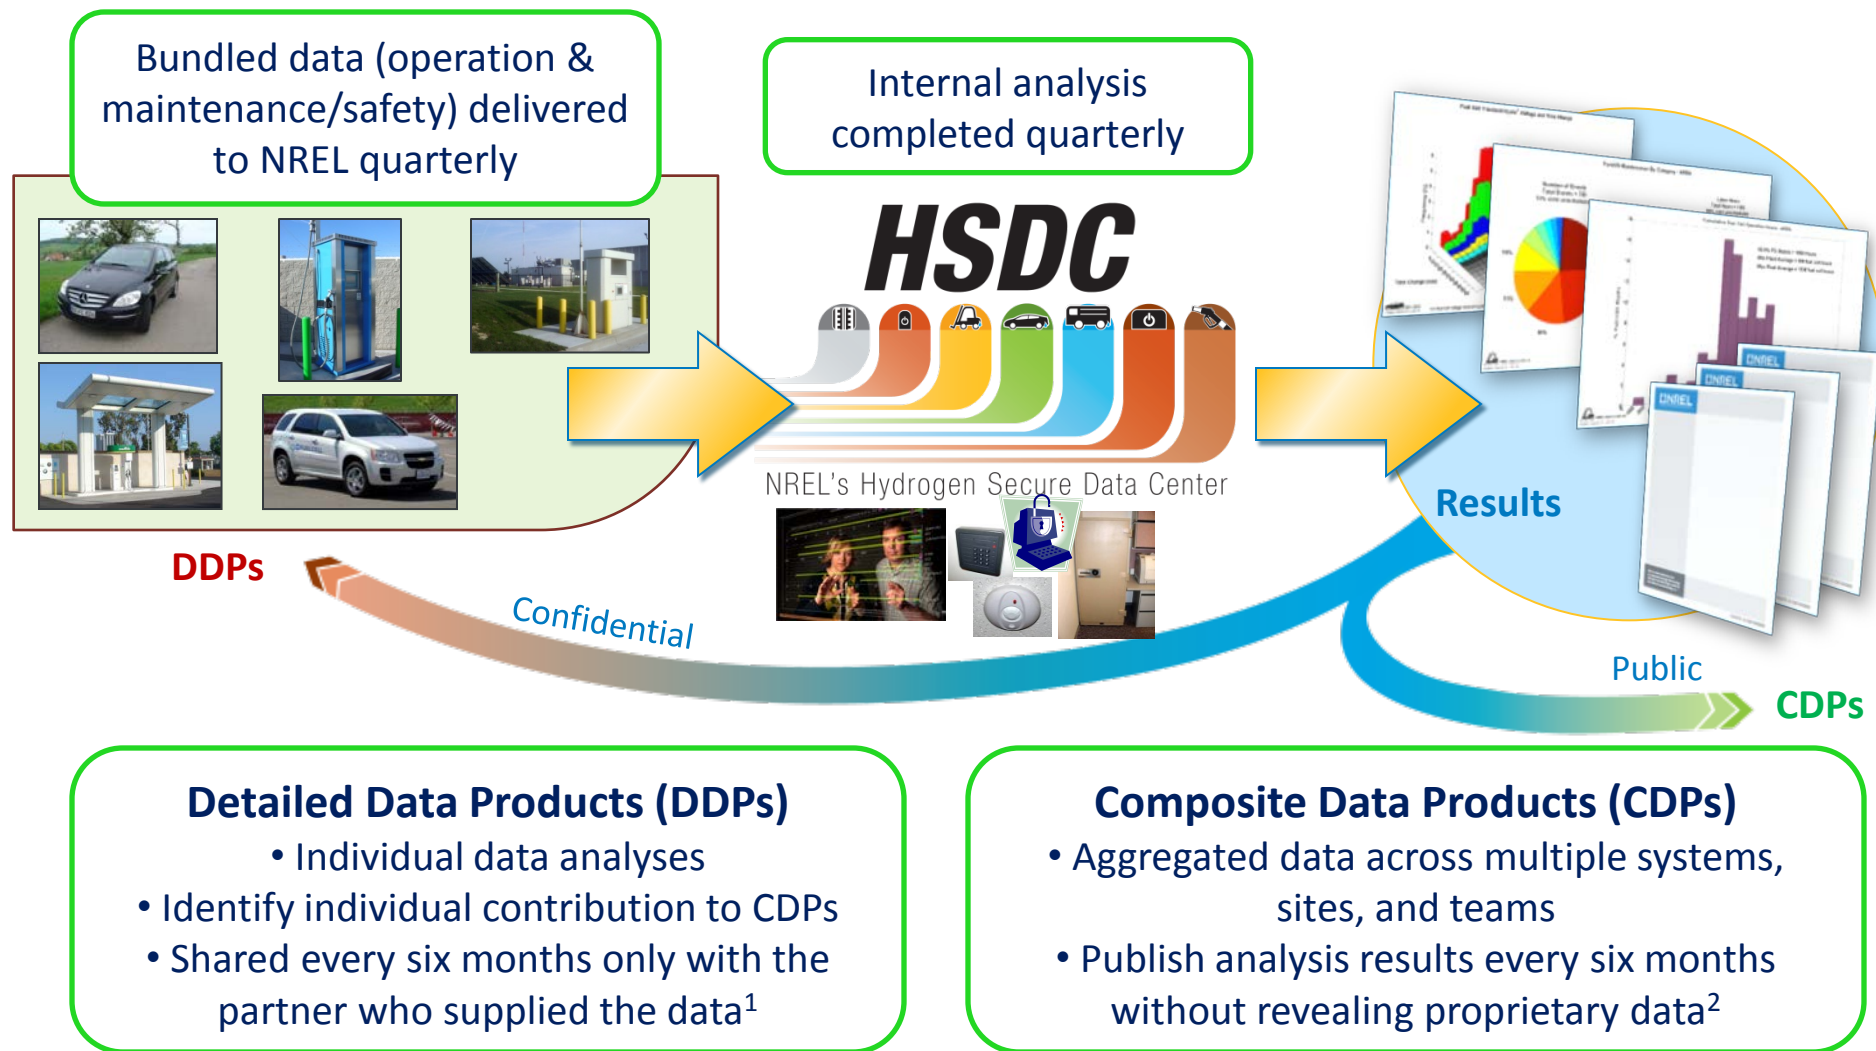 Bundled data (operation &
maintenance/safety) delivered
to NREL quarterly
Internal analysis
completed quarterly
HSDC
NREL's Hydrogen Secure Data Center
Results
NREL
NREL
NREL
DDPs
Confidential
Public
CDPs
Detailed Data Products (DDPs)
• Individual data analyses
• Identify individual contribution to CDPs
• Shared every six months only with the
partner who supplied the data¹
Composite Data Products (CDPs)
• Aggregated data across multiple systems,
sites, and teams
• Publish analysis results every six months
without revealing proprietary data²